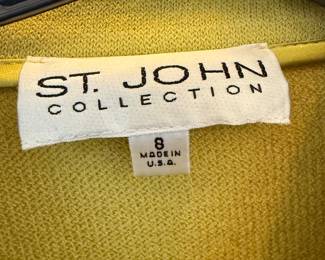 ST. JOHN
COLLECTION
8
MADE IN
U.S.A.